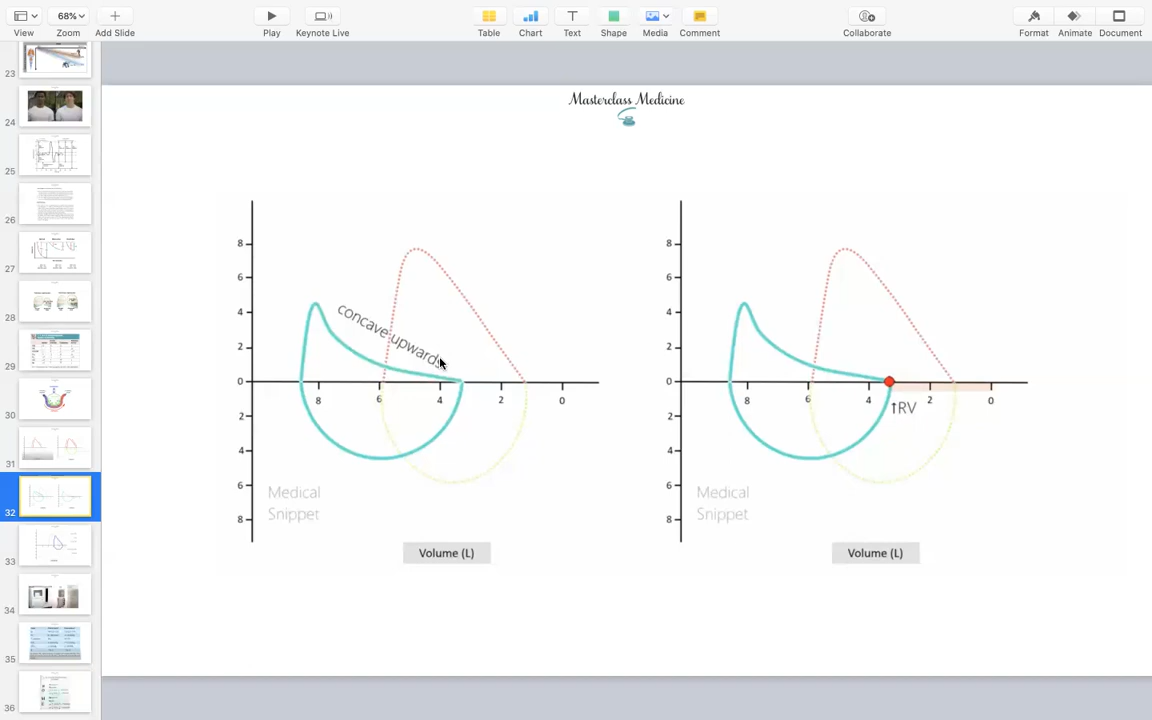 68%
View
Zoom
Add Slide
Play
Keynote Live
Table
Chart
Text
Shape
Media
Comment
Collaborate
Format
Animate
Document
23
24
25
26
27
28
29
30
31
32
33
34
35
36
Masterclass Medicine
8
6
4
2
0
2
4
6
8
8
6
4
2
0
concave upwards
Medical
Snippet
Volume (L)
8
6
4
2
0
2
4
6
8
8
6
4
2
0
↑RV
Medical
Snippet
Volume (L)